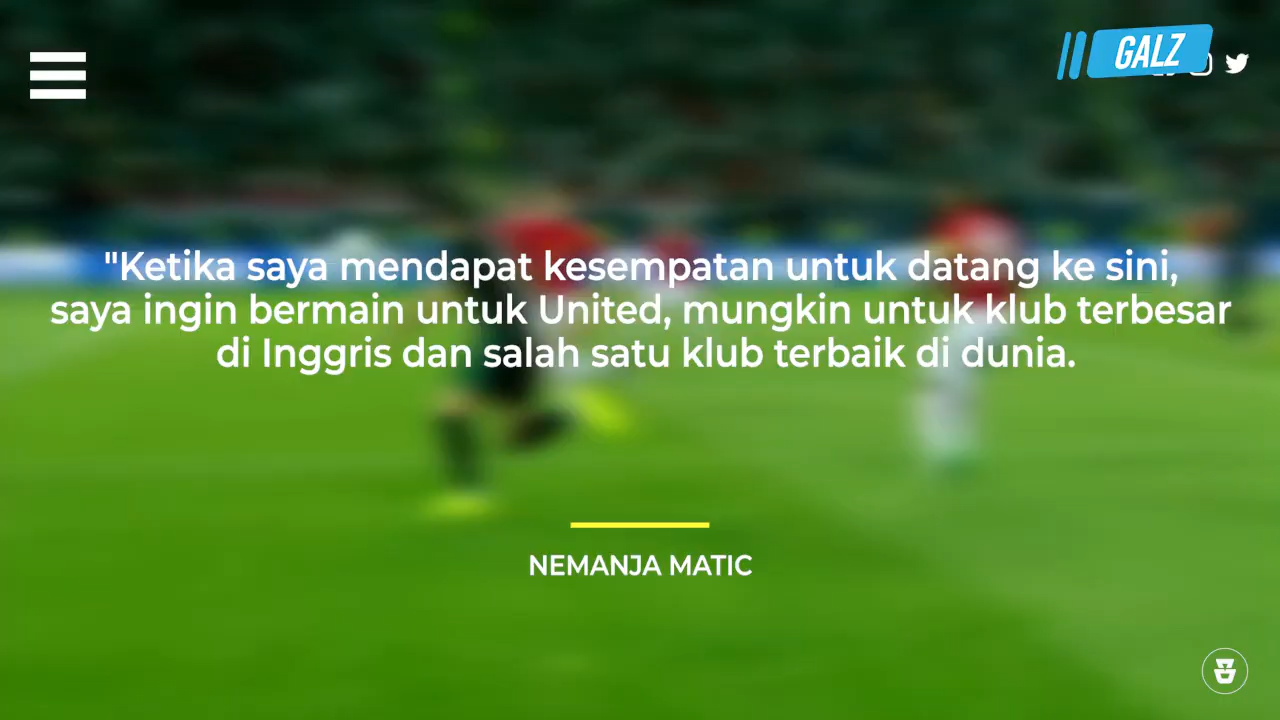 GALZ
"Ketika saya mendapat kesempatan untuk datang ke sini,
saya ingin bermain untuk United, mungkin untuk klub terbesar
di Inggris dan salah satu klub terbaik di dunia.
NEMANJA MATIC